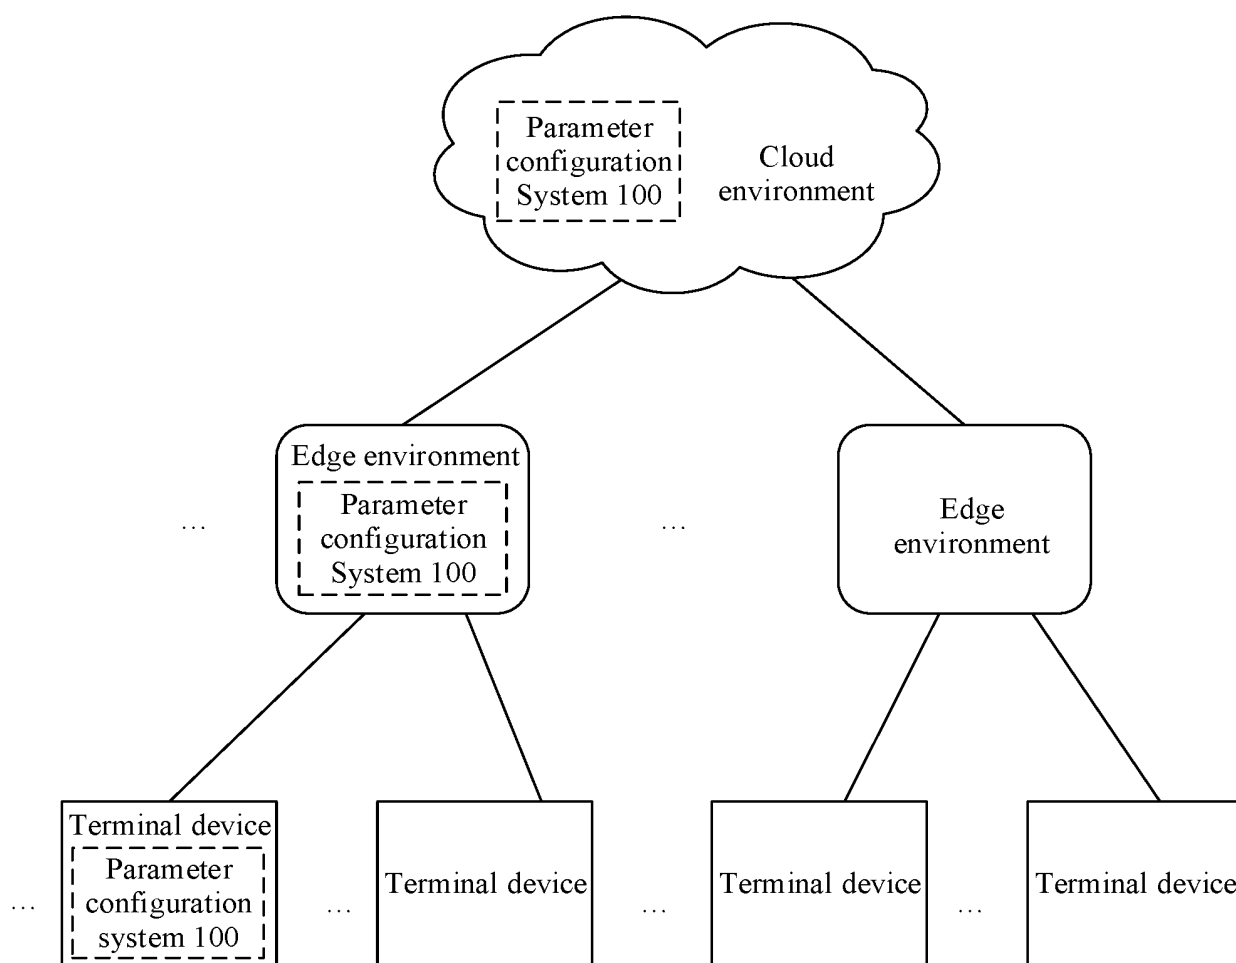 Parameter
configuration
System 100
Cloud
environment
Edge environment
Parameter
configuration
System 100
...
...
Edge
environment
Terminal device
Parameter
configuration
system 100
...
...
Terminal device
...
Terminal device
...
Terminal device